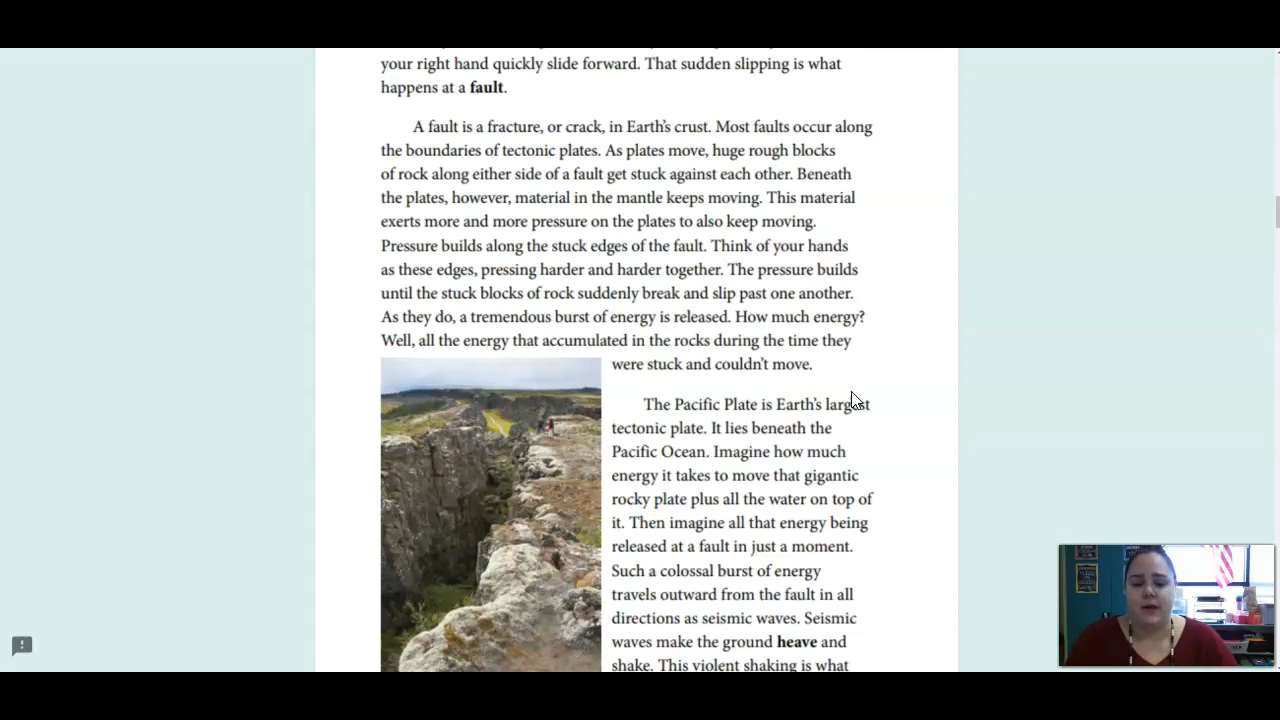 your right hand quickly slide forward. That sudden slipping is what
happens at a fault.
A fault is a fracture, or crack, in Earth's crust. Most faults occur along
the boundaries of tectonic plates. As plates move, huge rough blocks
of rock along either side of a fault get stuck against each other. Beneath
the plates, however, material in the mantle keeps moving. This material
exerts more and more pressure on the plates to also keep moving.
Pressure builds along the stuck edges of the fault. Think of your hands
as these edges, pressing harder and harder together. The pressure builds
until the stuck blocks of rock suddenly break and slip past one another.
As they do, a tremendous burst of energy is released. How much energy?
Well, all the energy that accumulated in the rocks during the time they
were stuck and couldn't move.
The Pacific Plate is Earth's largest
tectonic plate. It lies beneath the
Pacific Ocean. Imagine how much
energy it takes to move that gigantic
rocky plate plus all the water on top of
it. Then imagine all that energy being
released at a fault in just a moment.
Such a colossal burst of energy
travels outward from the fault in all
directions as seismic waves. Seismic
waves make the ground heave and
shake. This violent shaking is what